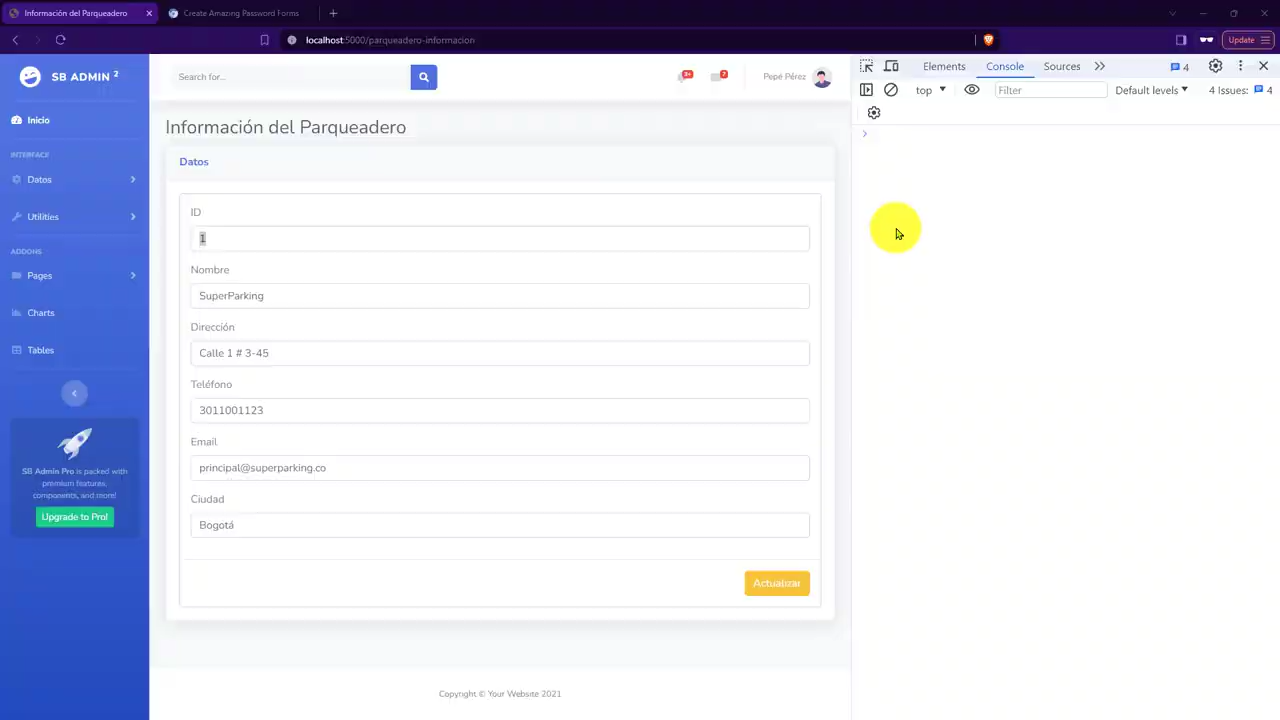 Información del Parqueadero
Create Amazing Password Forms
localhost:5000/parqueadero-informacion
Update
SB ADMIN 2
Search for...
9+
7
Pepé Pérez
Elements
Console
Sources
4
top
Filter
Default levels
4 Issues:
4
Inicio
INTERFACE
Datos
Utilities
ADDONS
Pages
Charts
Tables
SB Admin Pro is packed with
premium features,
components, and more!
Upgrade to Pro!
Información del Parqueadero
Datos
ID
1
Nombre
SuperParking
Dirección
Calle 1 # 3-45
Teléfono
3011001123
Email
principal@superparking.co
Ciudad
Bogotá
Actualizar
Copyright © Your Website 2021